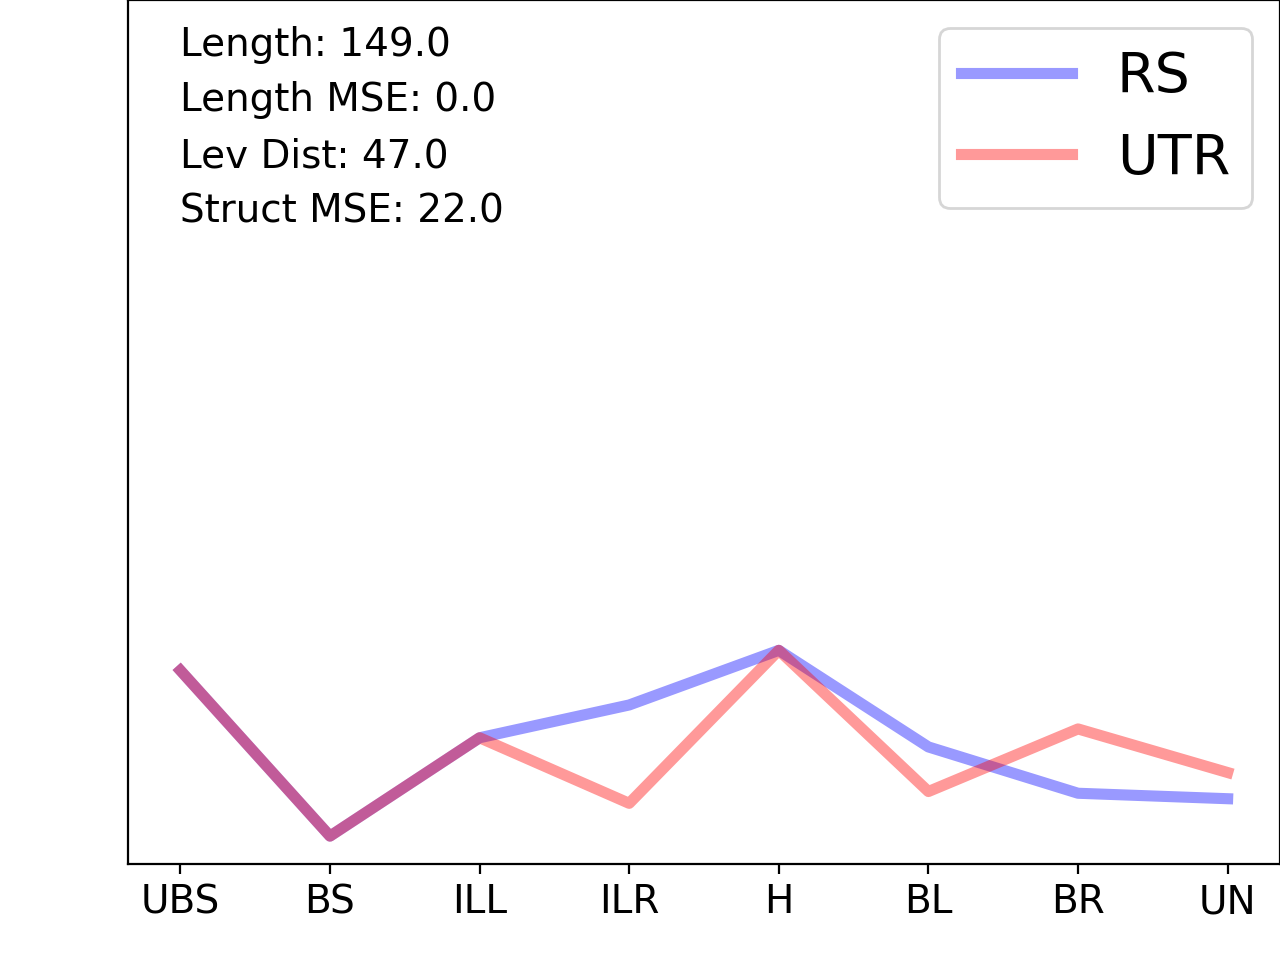 Length: 149.0
Length MSE: 0.0
Lev Dist: 47.0
Struct MSE: 22.0
RS
UTR
UBS BS ILL ILR H BL BR UN